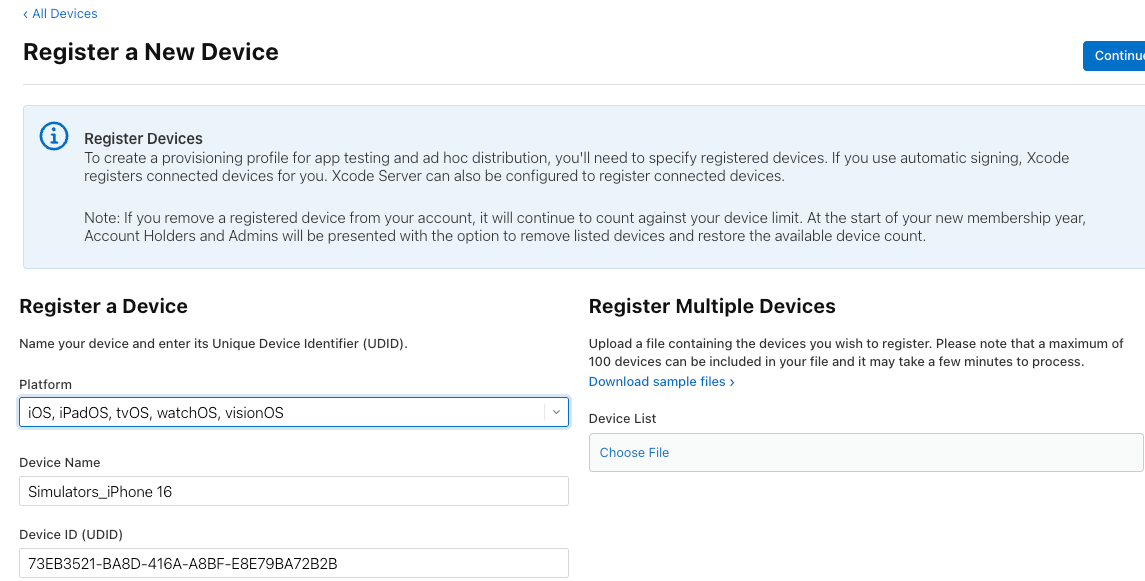 ‹ All Devices
Register a New Device
Continue
Register Devices
To create a provisioning profile for app testing and ad hoc distribution, you'll need to specify registered devices. If you use automatic signing, Xcode
registers connected devices for you. Xcode Server can also be configured to register connected devices.
Note: If you remove a registered device from your account, it will continue to count against your device limit. At the start of your new membership year,
Account Holders and Admins will be presented with the option to remove listed devices and restore the available device count.
Register a Device
Name your device and enter its Unique Device Identifier (UDID).
Platform
iOS, iPadOS, tvOS, watchOS, visionOS
Device Name
Simulators_iPhone 16
Device ID (UDID)
73EB3521-BA8D-416A-A8BF-E8E79BA72B2B
Register Multiple Devices
Upload a file containing the devices you wish to register. Please note that a maximum of
100 devices can be included in your file and it may take a few minutes to process.
Download sample files ›
Device List
Choose File